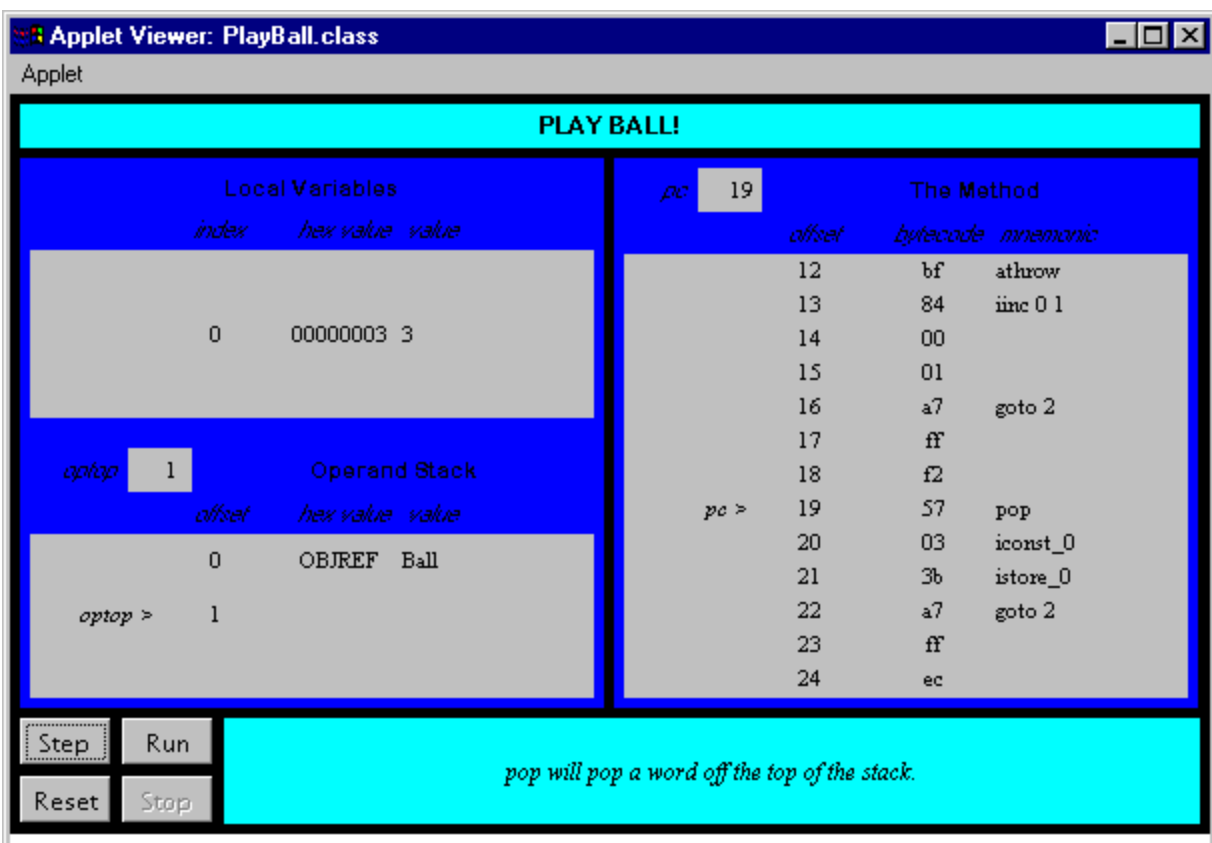 Applet Viewer: PlayBall.class
Applet
PLAY BALL!
Local Variables
index hex value value
0 00000003 3
optop 1 Operand Stack
offset hex value value
0 OBJREF Ball
optop > 1
pc 19 The Method
offset bytecode mnemonic
12 bf athrow
13 84 iinc 0 1
14 00
15 01
16 a7 goto 2
17 ff
18 f2
pc > 19 57 pop
20 03 iconst_0
21 3b istore_0
22 a7 goto 2
23 ff
24 ec
Step Run
Reset Stop
pop will pop a word off the top of the stack.